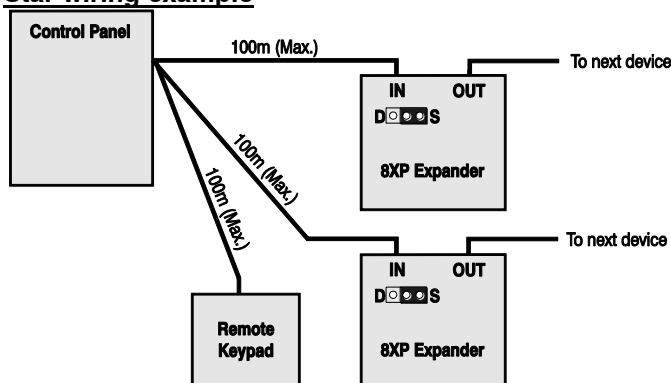 Star wiring example
Control Panel
100m (Max.)
To next device
IN OUT
D S
8XP Expander
100m (Max.)
100m (Max.)
To next device
IN OUT
D S
8XP Expander
Remote
Keypad